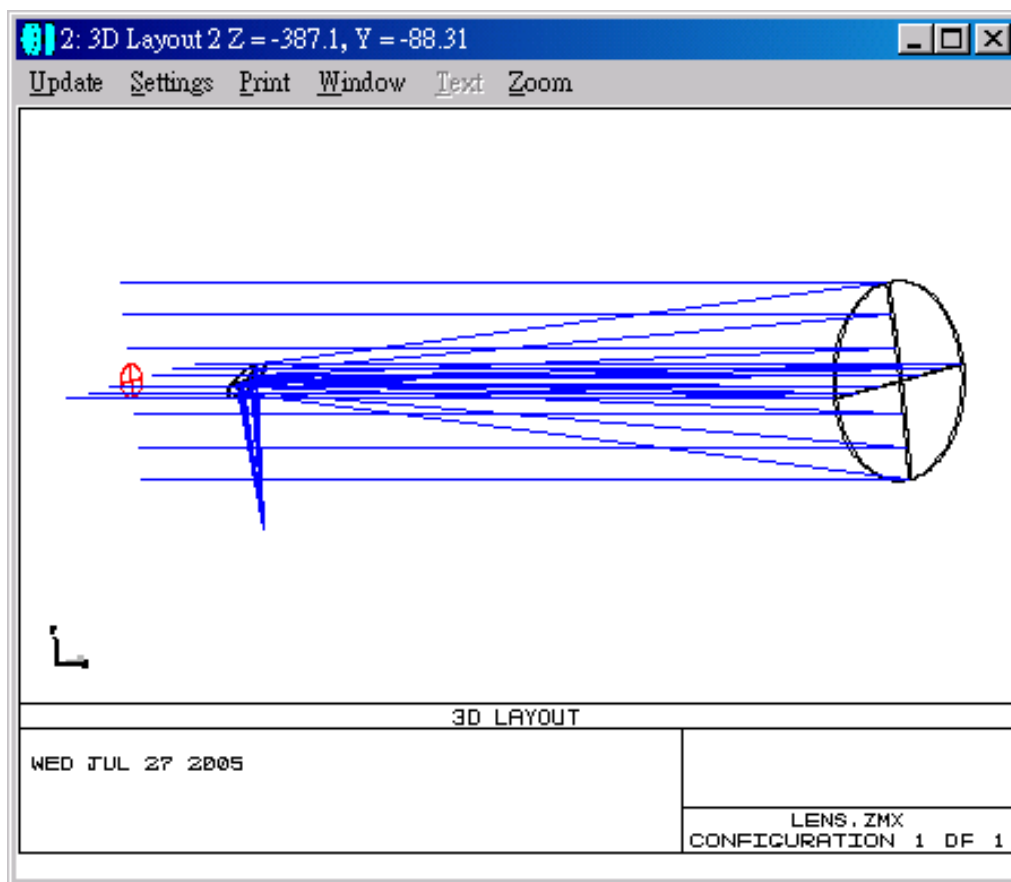 2: 3D Layout 2 Z = -387.1, Y = -88.31
Update Settings Print Window Text Zoom
3D LAYOUT
WED JUL 27 2005
LENS.ZMX
CONFIGURATION 1 OF 1